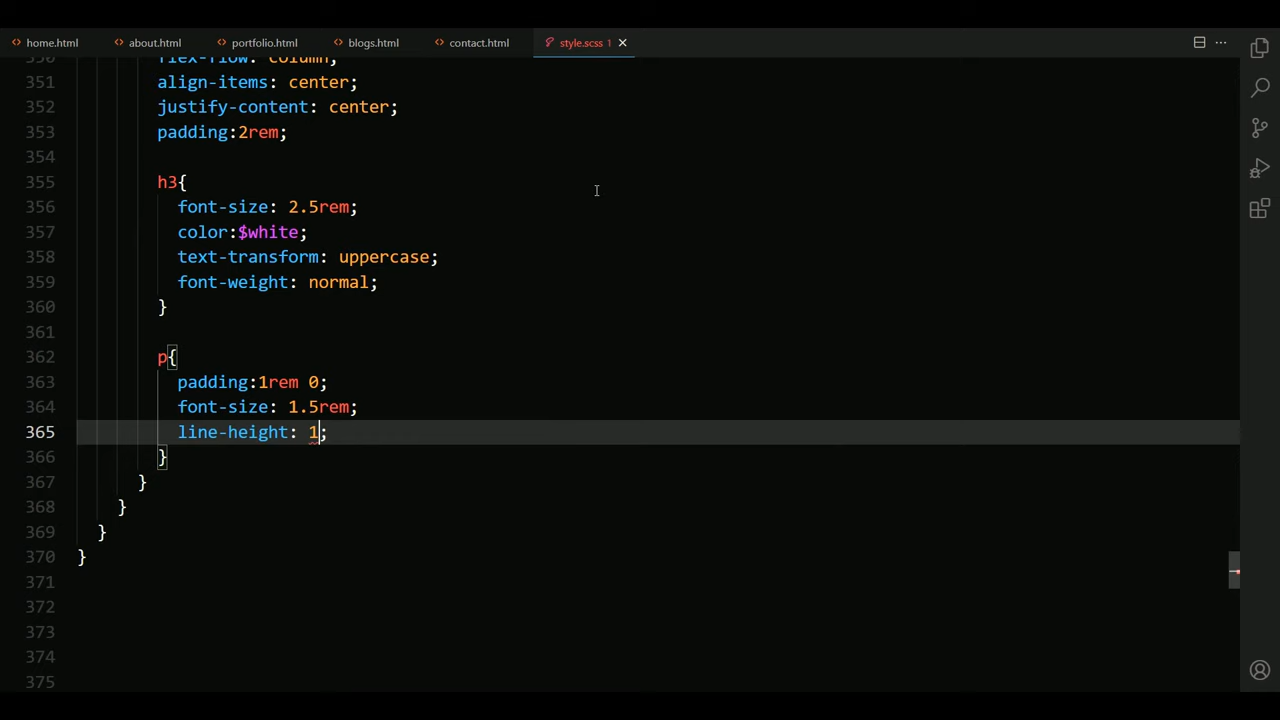 home.html about.html portfolio.html blogs.html contact.html style.scss 1
350 flex-flow: column;
351 align-items: center;
352 justify-content: center;
353 padding:2rem;
354
355 h3{
356 font-size: 2.5rem;
357 color:$white;
358 text-transform: uppercase;
359 font-weight: normal;
360 }
361
362 p{
363 padding:1rem 0;
364 font-size: 1.5rem;
365 line-height: 1;
366 }
367 }
368 }
369 }
370 }
371
372
373
374
375